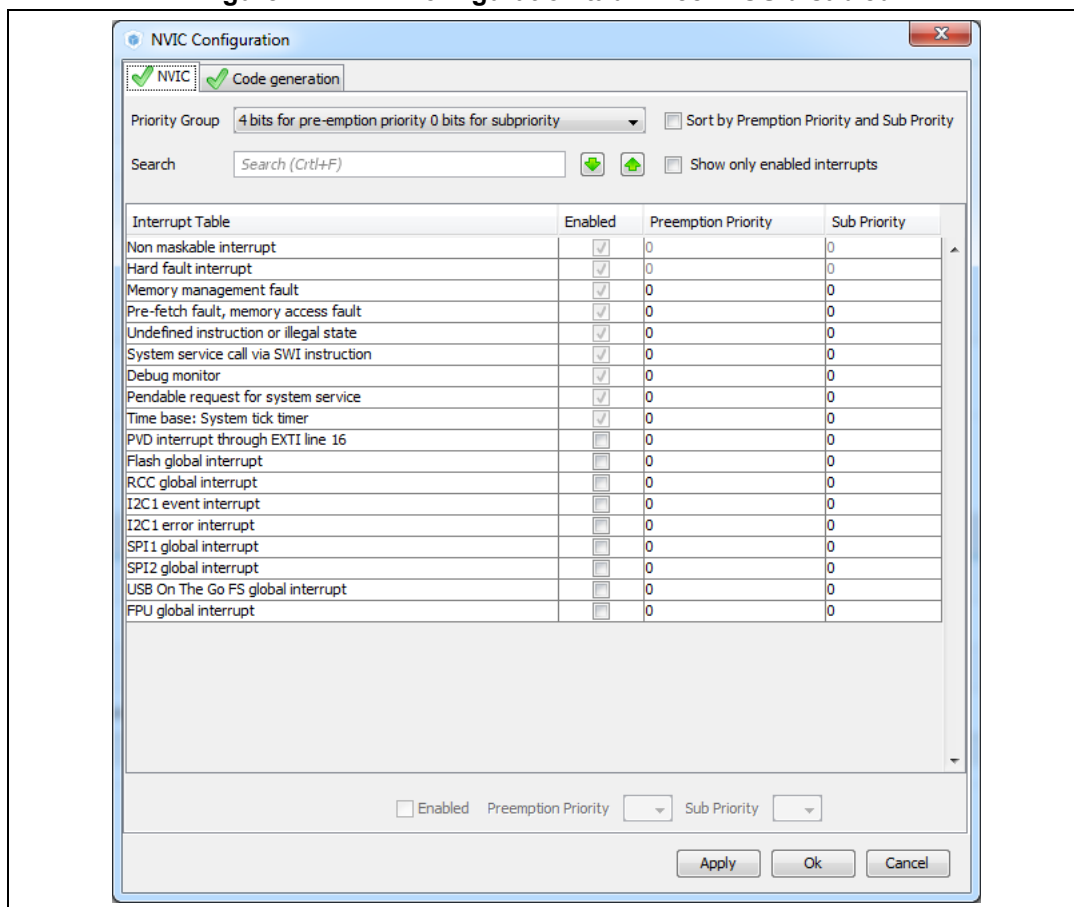 NVIC Configuration
NVIC Code generation
Priority Group 4 bits for pre-emption priority 0 bits for subpriority Sort by Premption Priority and Sub Prority
Search Search (Crtl+F) Show only enabled interrupts
Interrupt Table Enabled Preemption Priority Sub Priority
Non maskable interrupt 0 0
Hard fault interrupt 0 0
Memory management fault 0 0
Pre-fetch fault, memory access fault 0 0
Undefined instruction or illegal state 0 0
System service call via SWI instruction 0 0
Debug monitor 0 0
Pendable request for system service 0 0
Time base: System tick timer 0 0
PVD interrupt through EXTI line 16 0 0
Flash global interrupt 0 0
RCC global interrupt 0 0
I2C1 event interrupt 0 0
I2C1 error interrupt 0 0
SPI1 global interrupt 0 0
SPI2 global interrupt 0 0
USB On The Go FS global interrupt 0 0
FPU global interrupt 0 0
Enabled Preemption Priority Sub Priority
Apply Ok Cancel